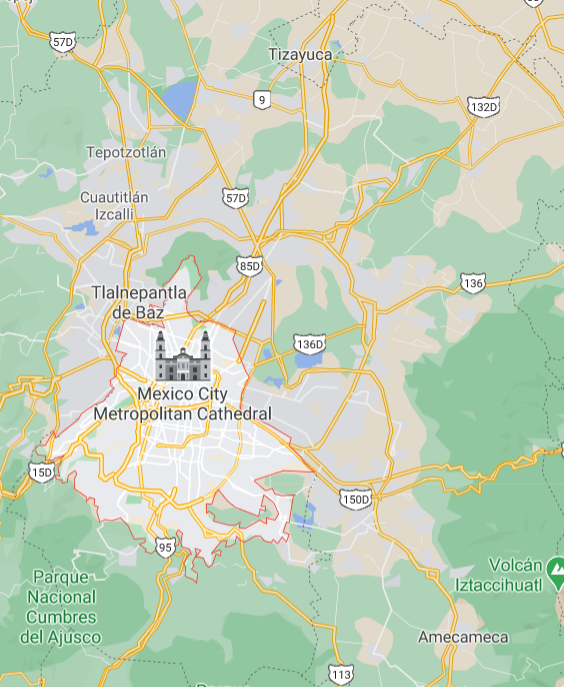 57D
Tizayuca
9
132D
Tepotzotlán
Cuautitlán
Izcalli
57D
85D
136
Tlalnepantla
de Baz
136D
Mexico City
Metropolitan Cathedral
15D
150D
95
Volcán
Iztaccihuatl
Parque
Nacional
Cumbres
del Ajusco
Amecameca
113